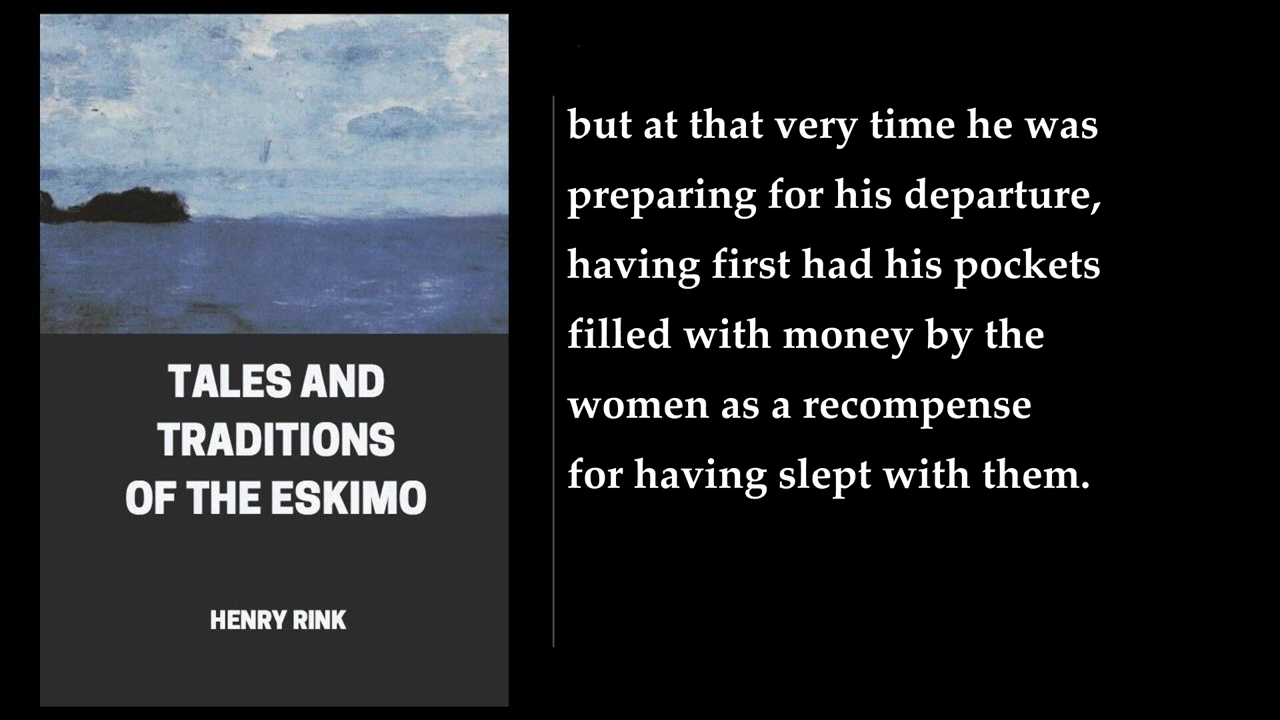 TALES AND
TRADITIONS
OF THE ESKIMO
HENRY RINK
but at that very time he was
preparing for his departure,
having first had his pockets
filled with money by the
women as a recompense
for having slept with them.